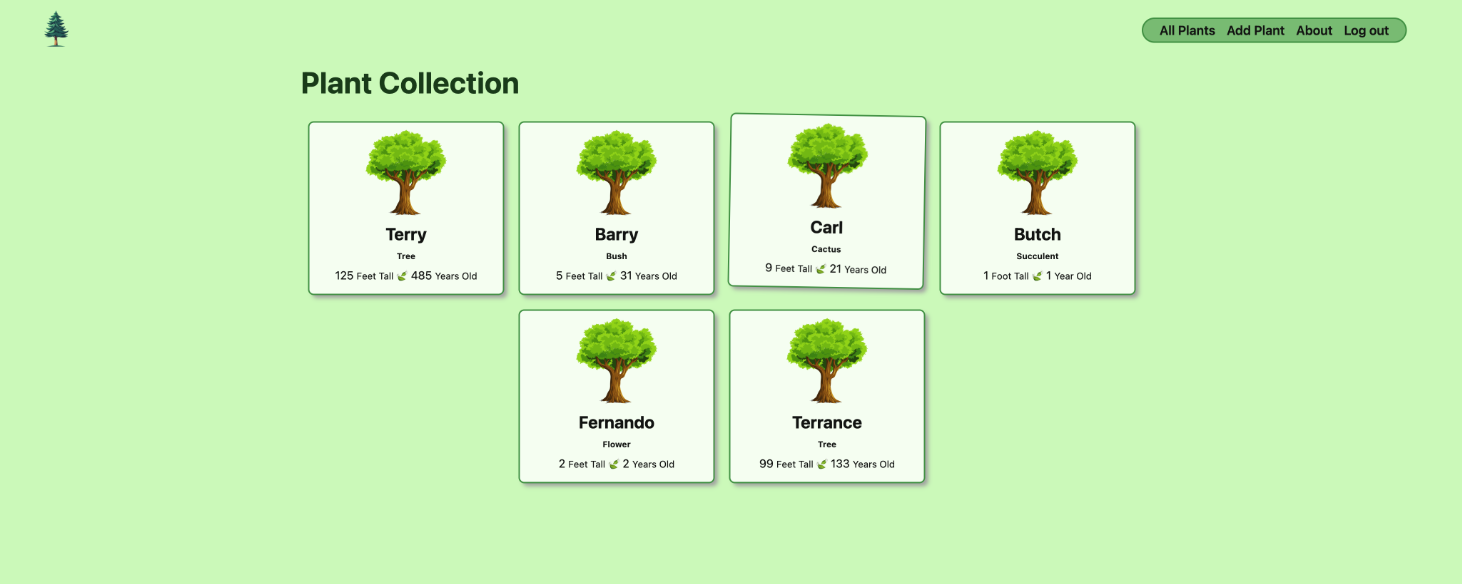 All Plants Add Plant About Log out
Plant Collection
Terry
Tree
125 Feet Tall 485 Years Old
Barry
Bush
5 Feet Tall 31 Years Old
Carl
Cactus
9 Feet Tall 21 Years Old
Butch
Succulent
1 Foot Tall 1 Year Old
Fernando
Flower
2 Feet Tall 2 Years Old
Terrance
Tree
99 Feet Tall 133 Years Old